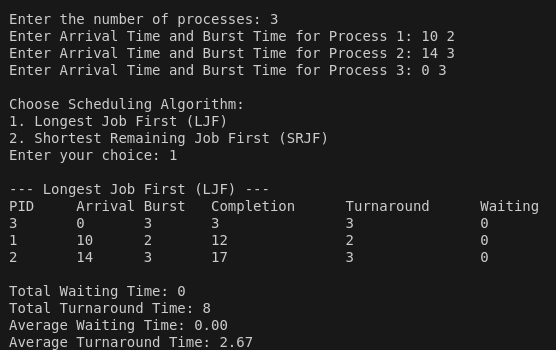 Enter the number of processes: 3
Enter Arrival Time and Burst Time for Process 1: 10 2
Enter Arrival Time and Burst Time for Process 2: 14 3
Enter Arrival Time and Burst Time for Process 3: 0 3
Choose Scheduling Algorithm:
1. Longest Job First (LJF)
2. Shortest Remaining Job First (SRJF)
Enter your choice: 1
--- Longest Job First (LJF) ---
PID Arrival Burst Completion Turnaround Waiting
3 0 3 3 3 0
1 10 2 12 2 0
2 14 3 17 3 0
Total Waiting Time: 0
Total Turnaround Time: 8
Average Waiting Time: 0.00
Average Turnaround Time: 2.67